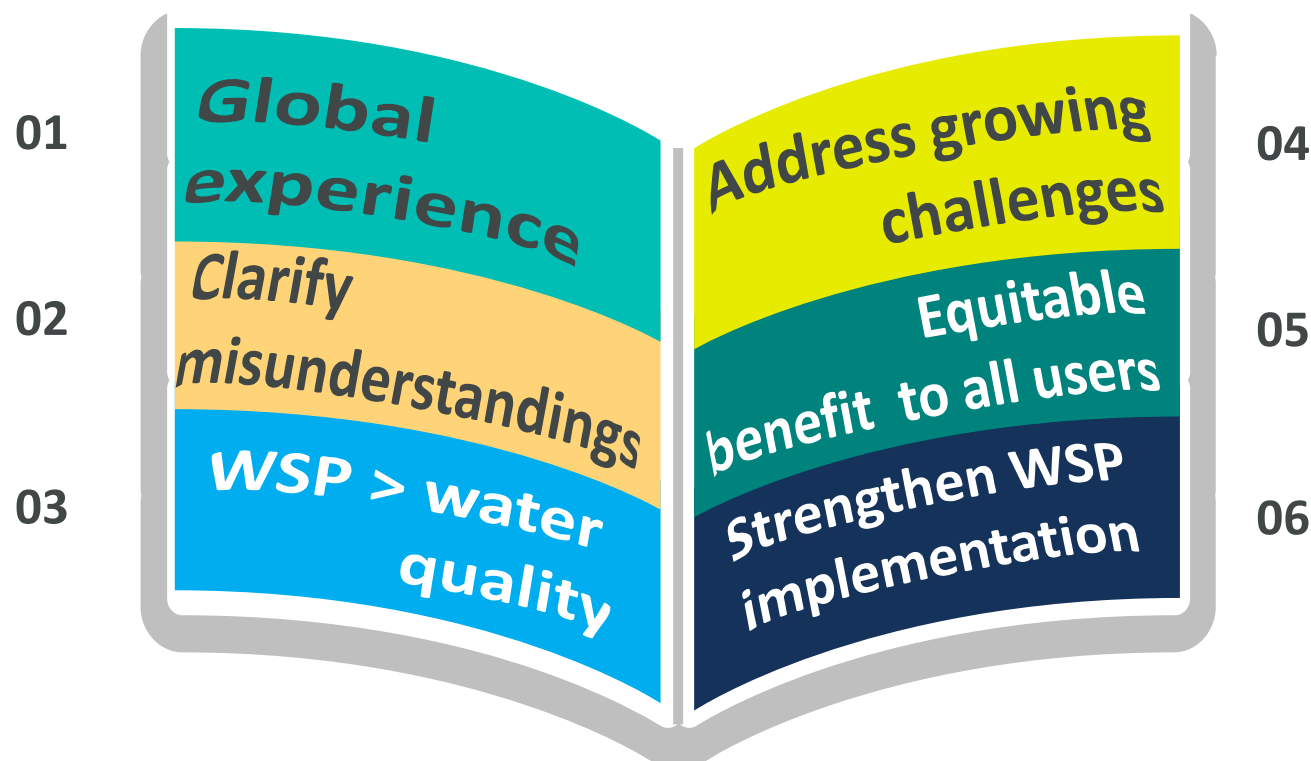 01
Global
experience
02
Clarify
misunderstandings
03
WSP > water
quality
04
Address growing
challenges
05
Equitable
benefit to all users
06
Strengthen WSP
implementation